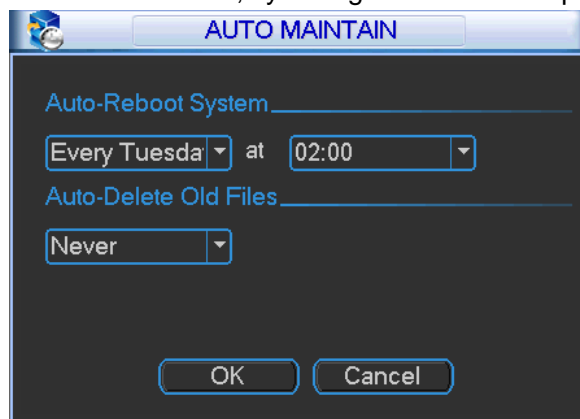 AUTO MAINTAIN
Auto-Reboot System
Every Tuesda at 02:00
Auto-Delete Old Files
Never
OK Cancel